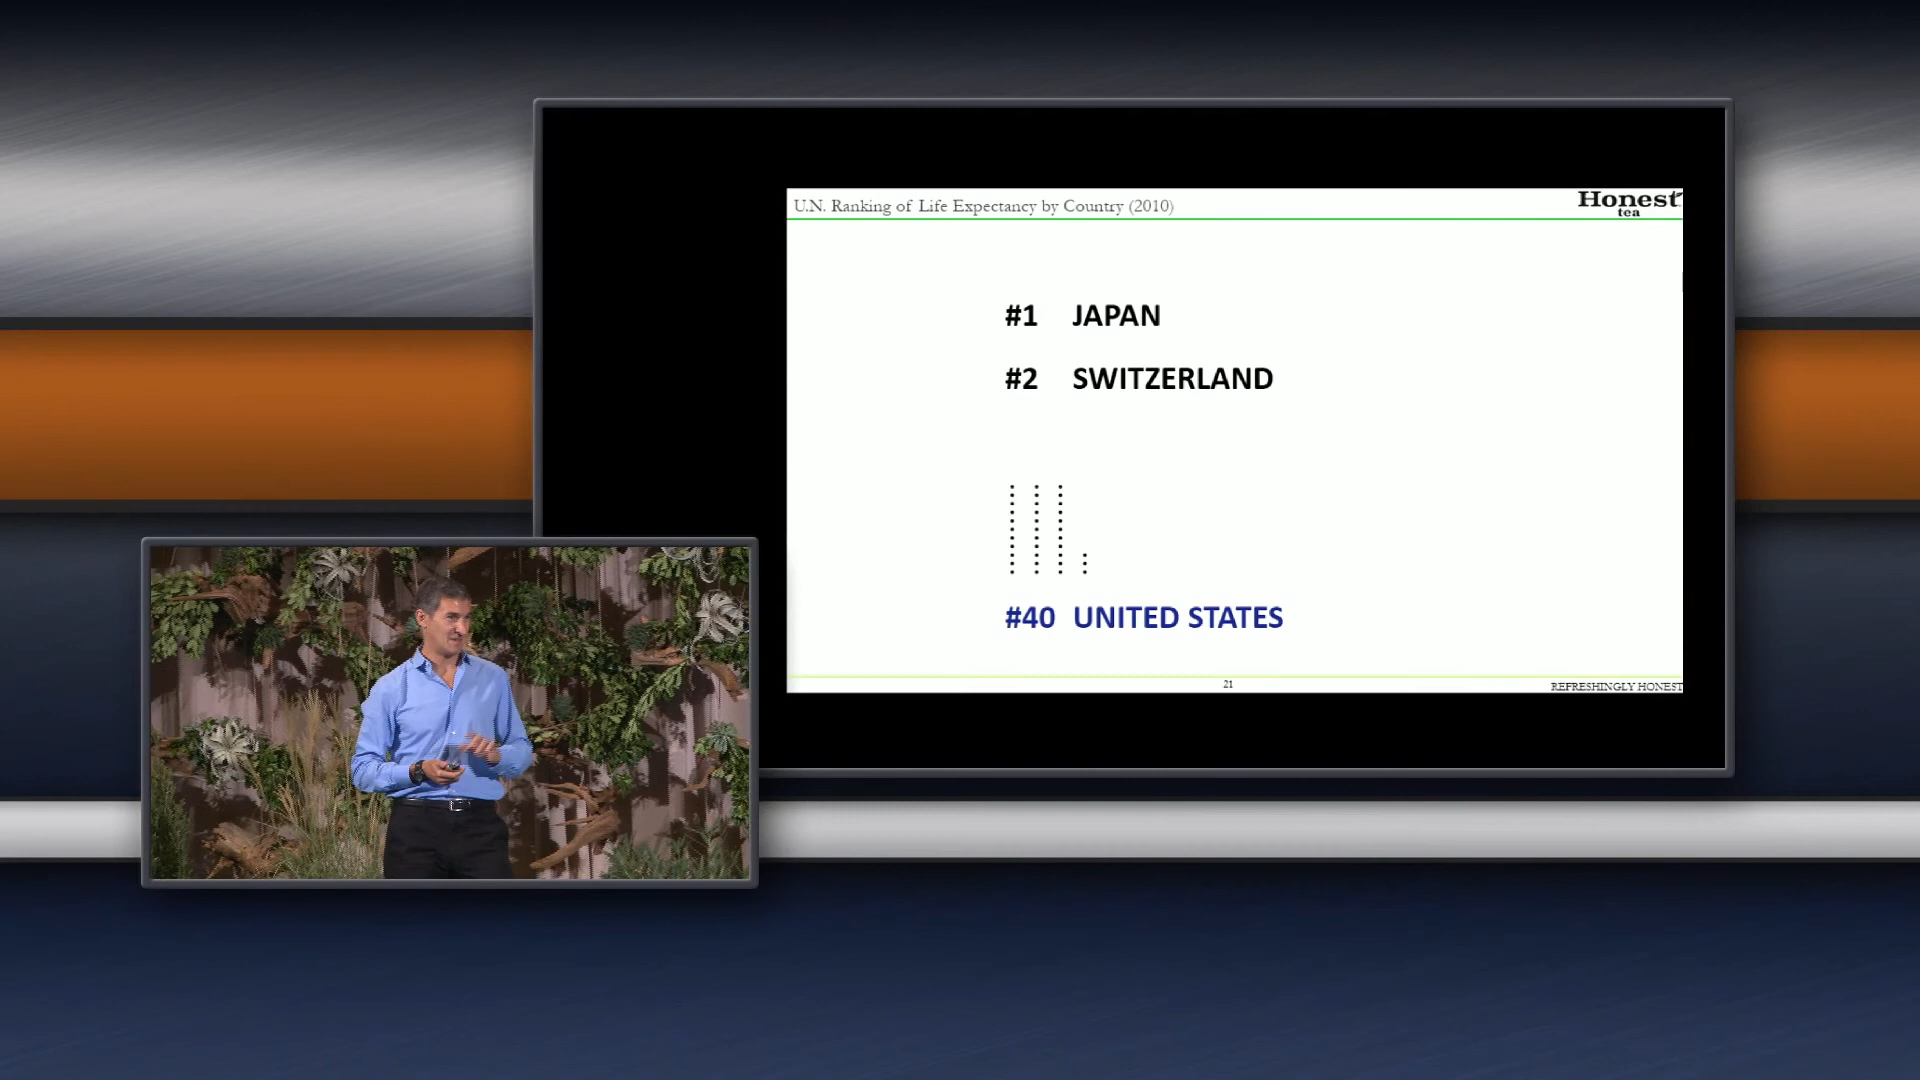 U.N. Ranking of Life Expectancy by Country (2010)
Honest
tea
#1 JAPAN
#2 SWITZERLAND
#40 UNITED STATES
21
REFRESHINGLY HONEST